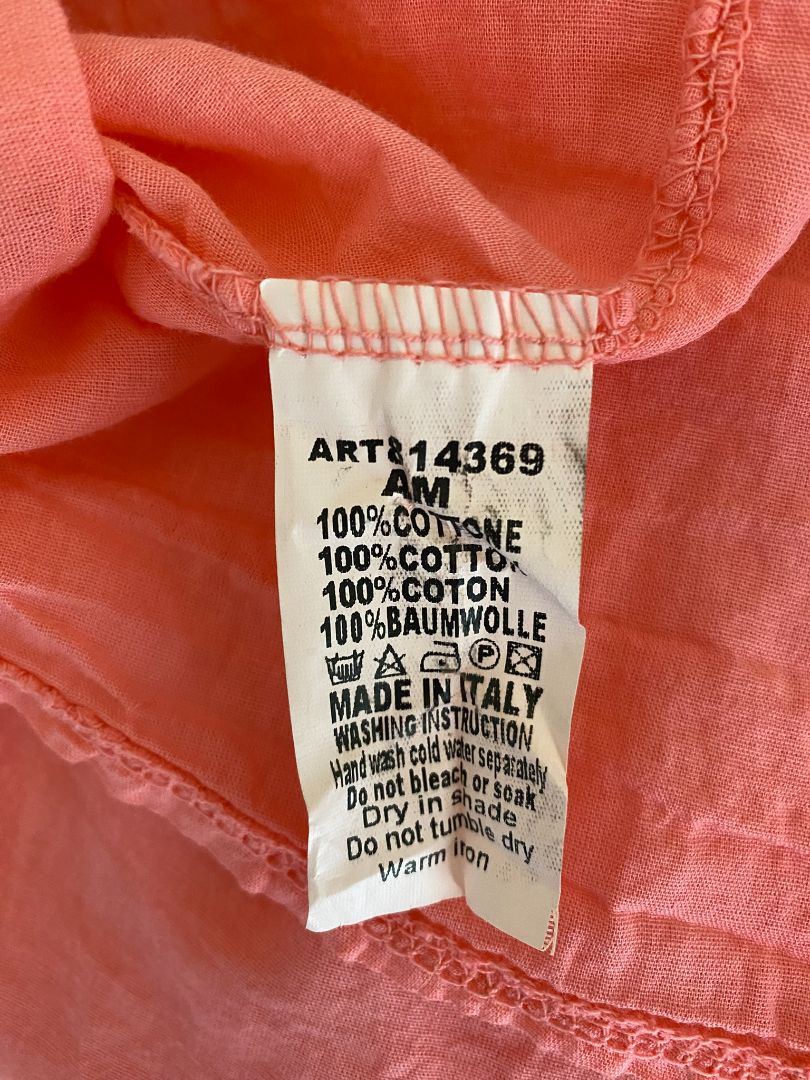 ART814369
AM
100%COTTONE
100%COTTON
100%COTON
100%BAUMWOLLE
P
MADE IN ITALY
WASHING INSTRUCTION
Hand wash cold water separately
Do not bleach or soak
Dry in shade
Do not tumble dry
Warm iron